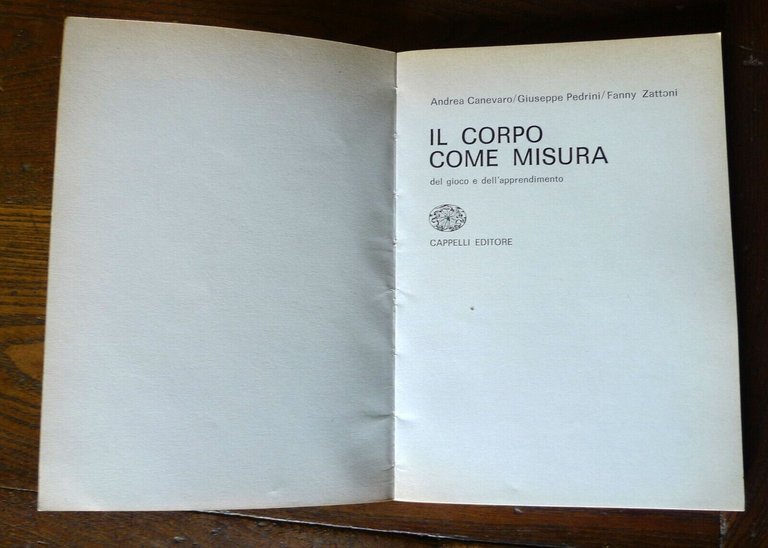 Andrea Canevaro/Giuseppe Pedrini/Fanny Zattoni
IL CORPO
COME MISURA
del gioco e dell'apprendimento
CAPPELLI EDITORE